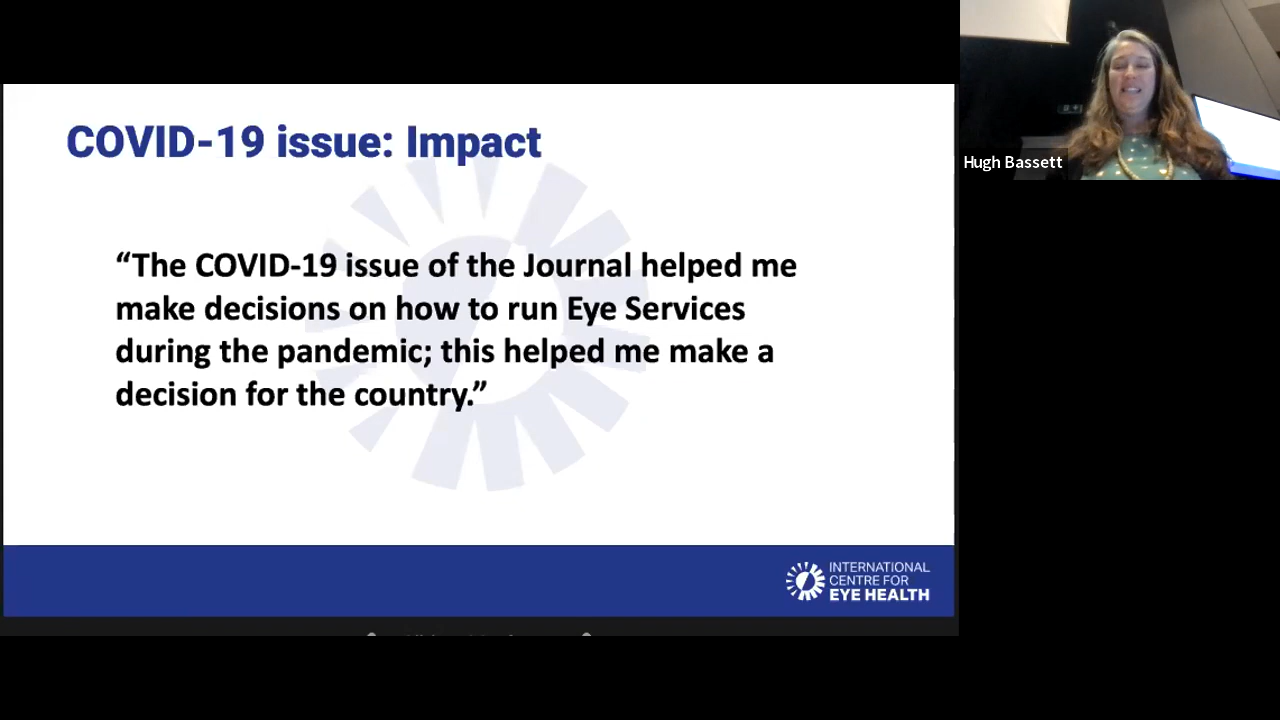 COVID-19 issue: Impact
Hugh Bassett
“The COVID-19 issue of the Journal helped me
make decisions on how to run Eye Services
during the pandemic; this helped me make a
decision for the country.”
INTERNATIONAL
CENTRE FOR
EYE HEALTH